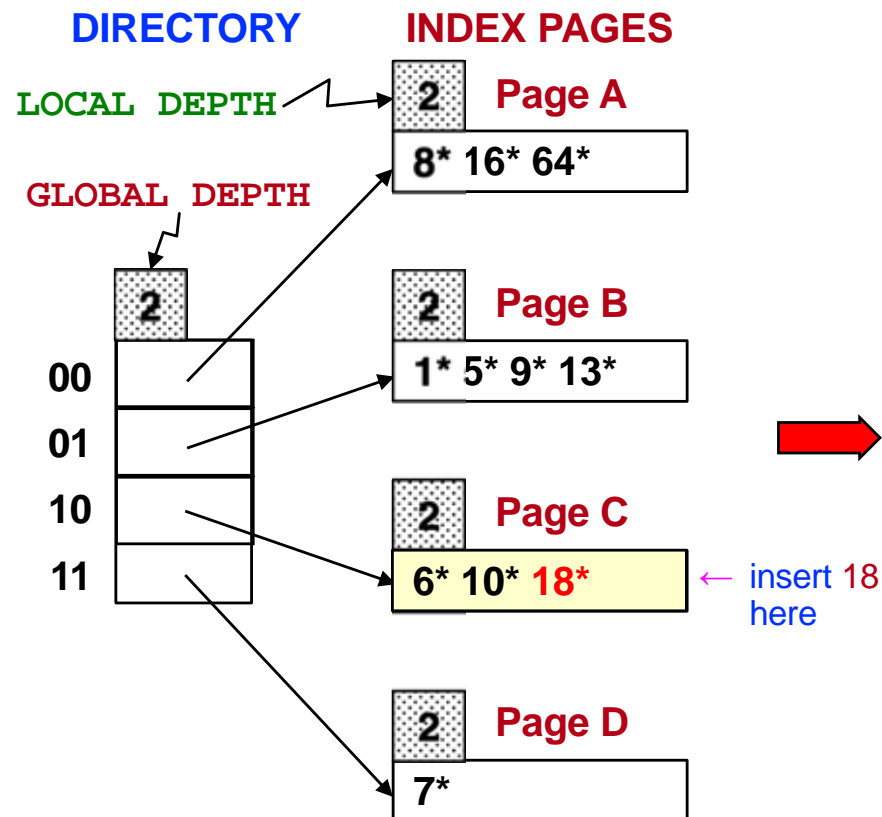 DIRECTORY
INDEX PAGES
LOCAL DEPTH
2 Page A
8* 16* 64*
GLOBAL DEPTH
2
2 Page B
1* 5* 9* 13*
00
01
10
11
2 Page C
6* 10* 18*
← insert 18
here
2 Page D
7*